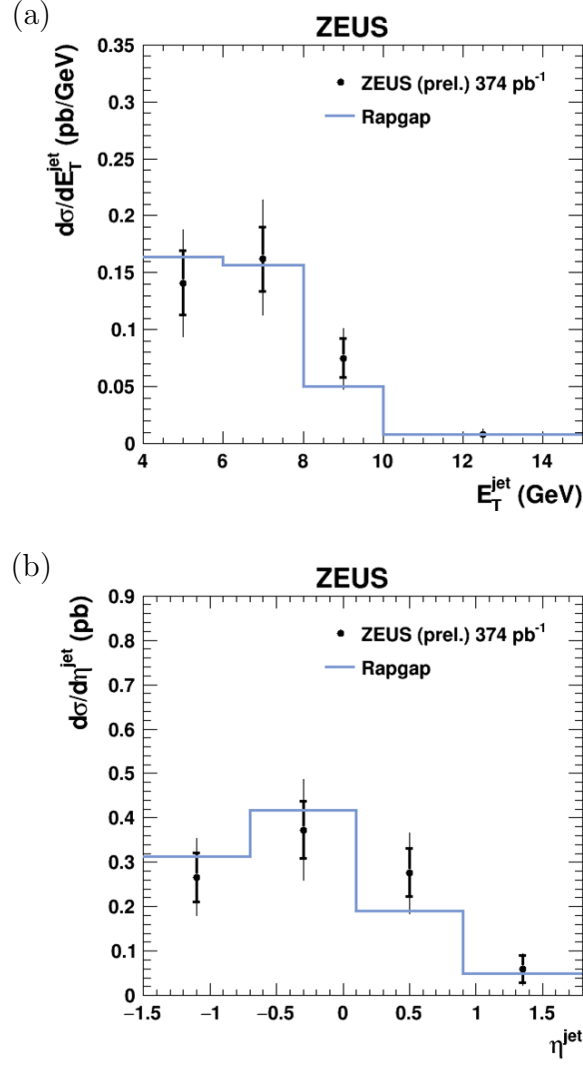 (a)
ZEUS
dσ/dE_T^jet (pb/GeV)
0.35
0.3
0.25
0.2
0.15
0.1
0.05
0
ZEUS (prel.) 374 pb⁻¹
Rapgap
4 6 8 10 12 14
E_T^jet (GeV)
(b)
ZEUS
dσ/dη^jet (pb)
0.9
0.8
0.7
0.6
0.5
0.4
0.3
0.2
0.1
0
ZEUS (prel.) 374 pb⁻¹
Rapgap
−1.5 −1 −0.5 0 0.5 1 1.5
η^jet